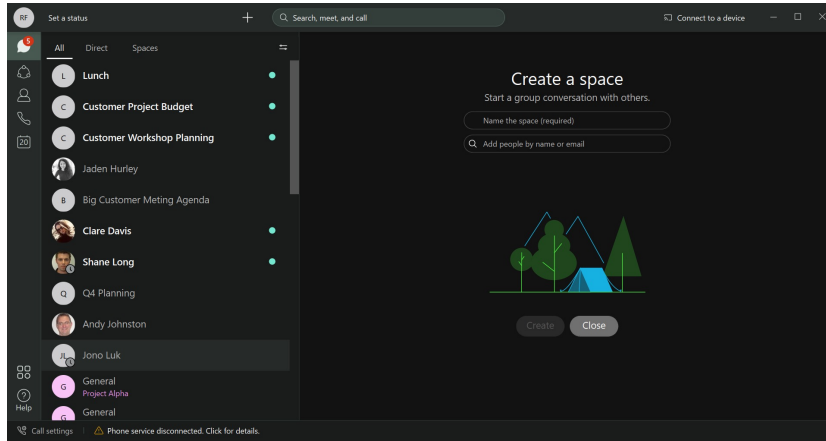 RF
Set a status
Search, meet, and call
Connect to a device
5
All
Direct
Spaces
L
Lunch
C
Customer Project Budget
C
Customer Workshop Planning
20
Jaden Hurley
B
Big Customer Meting Agenda
Clare Davis
Shane Long
Q
Q4 Planning
Andy Johnston
JL
Jono Luk
G
General
Project Alpha
G
General
Help
Call settings
Phone service disconnected. Click for details.
Create a space
Start a group conversation with others.
Name the space (required)
Add people by name or email
Create
Close